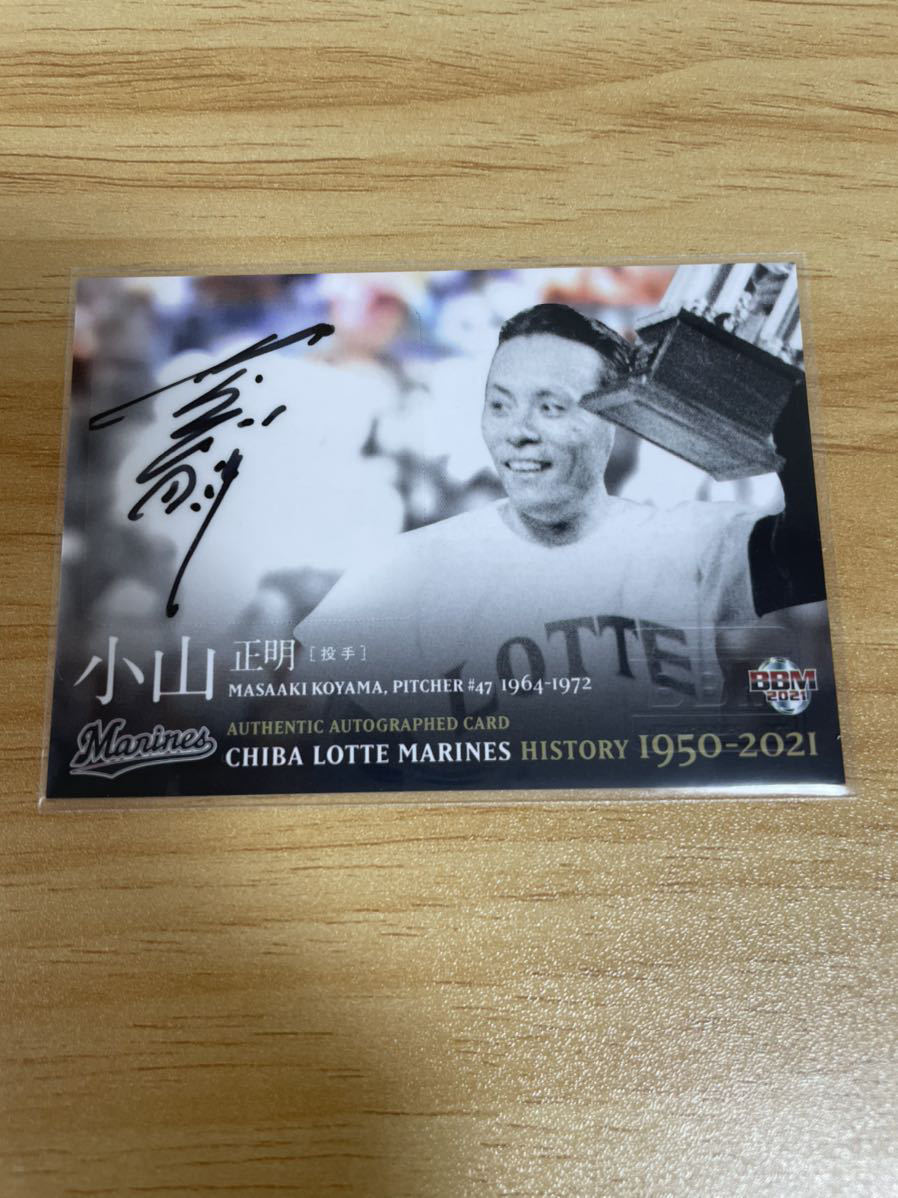 LOTTE
小山 正明 [投手]
MASAAKI KOYAMA, PITCHER #47 1964-1972
BBM
2021
Marines
AUTHENTIC AUTOGRAPHED CARD
CHIBA LOTTE MARINES HISTORY 1950-2021